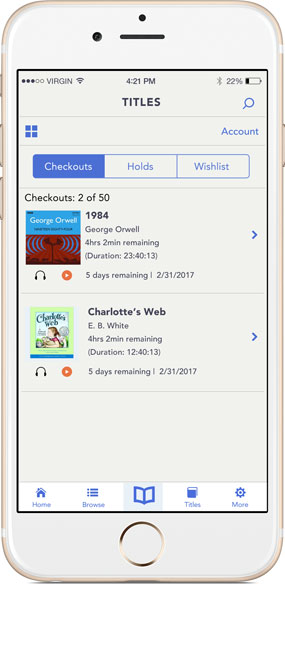 VIRGIN
4:21 PM
22%
TITLES
Account
Checkouts
Holds
Wishlist
Checkouts: 2 of 50
George Orwell
NINETEEN EIGHTY-FOUR
1984
George Orwell
4hrs 2min remaining
(Duration: 23:40:13)
5 days remaining | 2/31/2017
Charlotte's Web
Charlotte's Web
E. B. White
4hrs 2min remaining
(Duration: 12:40:13)
5 days remaining | 2/31/2017
Home
Browse
Titles
More